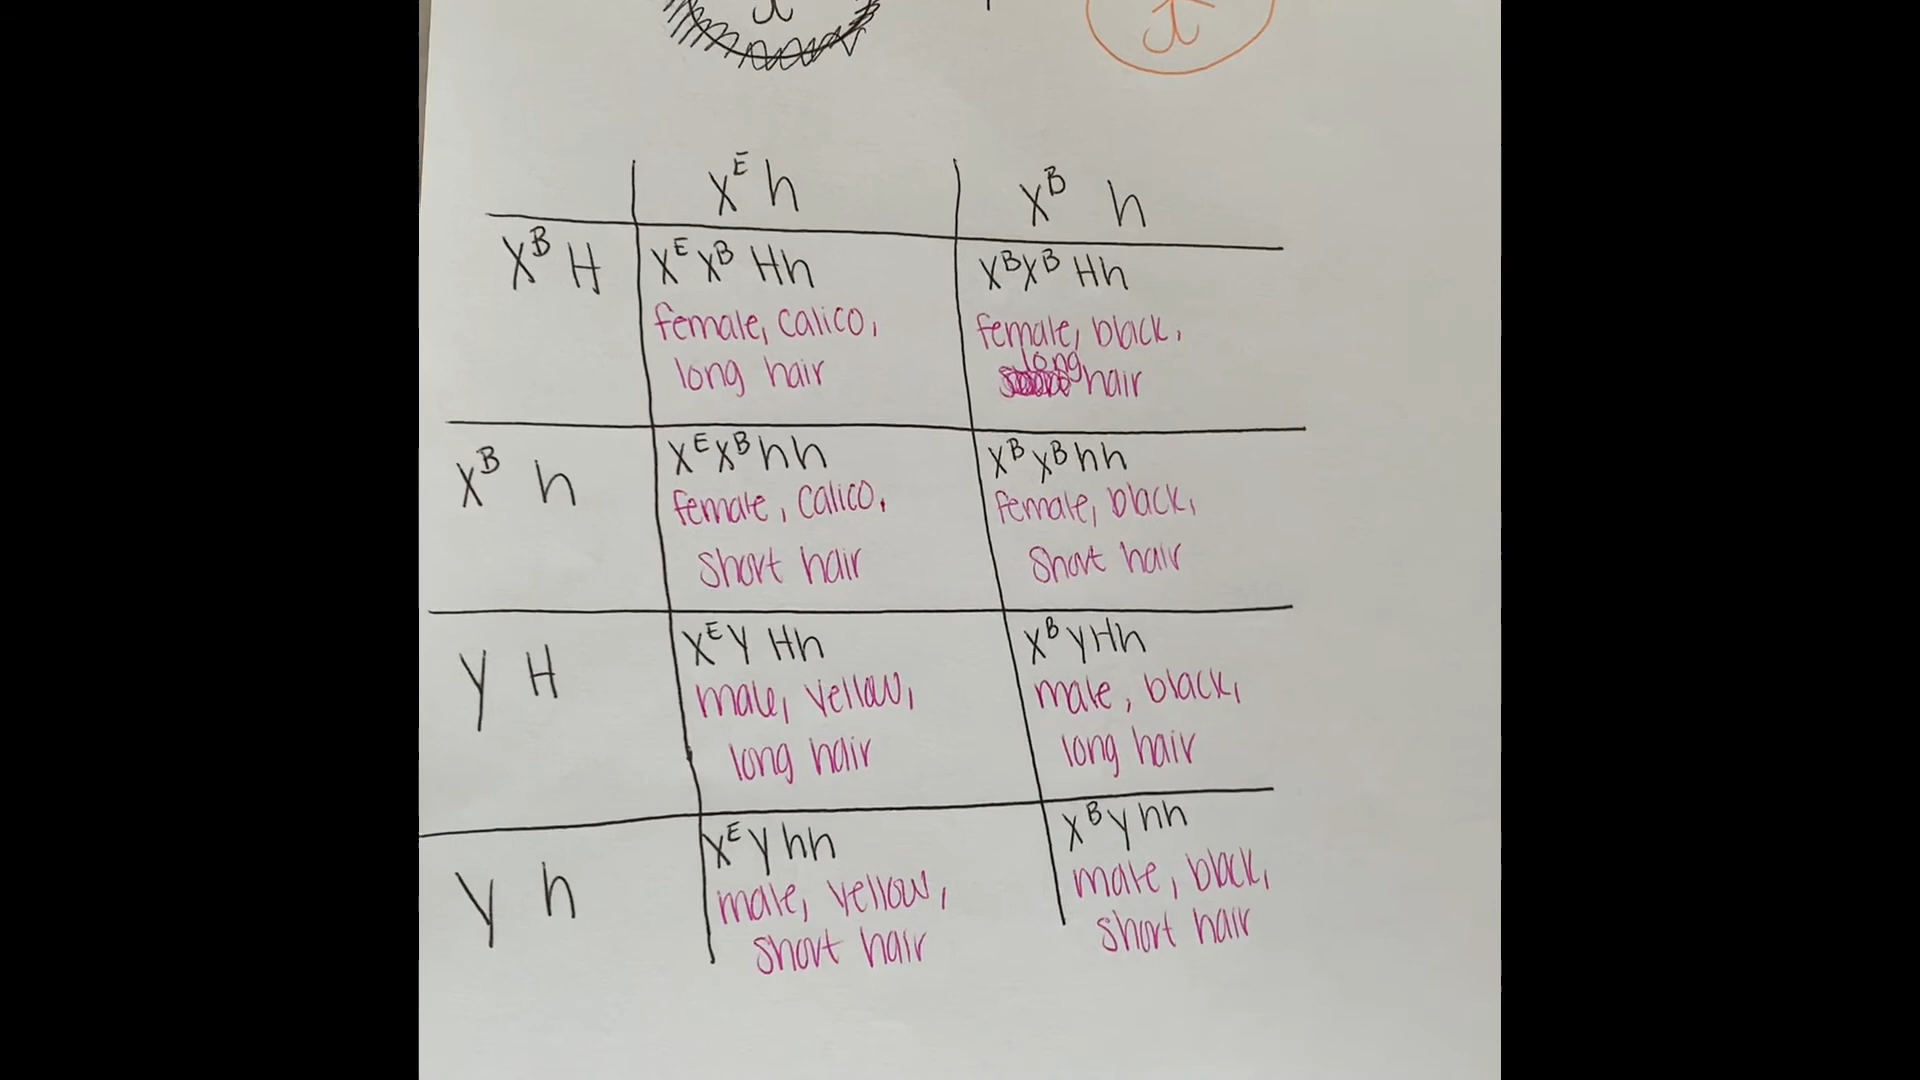 X^E h X^B h
X^B H X^E X^B Hh X^B X^B Hh
female, calico, female, black,
long hair long hair
X^B h X^E X^B hh X^B X^B hh
female, calico, female, black,
short hair short hair
Y H X^E Y Hh X^B Y Hh
male, yellow, male, black,
long hair long hair
Y h X^E Y hh X^B Y hh
male, yellow, male, black,
short hair short hair